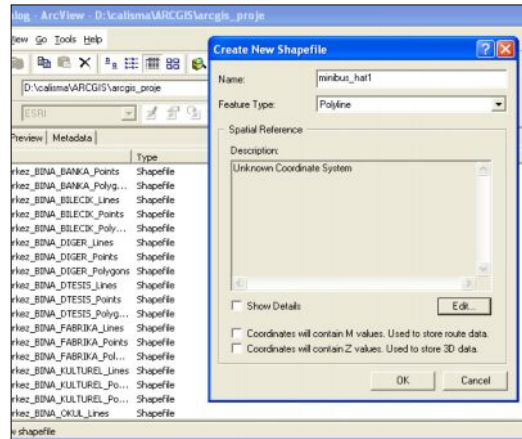 log - ArcView - D:\calisma\ARCGIS\arcgis_proje
View Go Tools Help
D:\calisma\ARCGIS\arcgis_proje
ESRI
Preview Metadata
Type
rkez_BINA_BANKA_Points Shapefile
rkez_BINA_BANKA_Polyg... Shapefile
rkez_BINA_BILECIK_Lines Shapefile
rkez_BINA_BILECIK_Points Shapefile
rkez_BINA_BILECIK_Poly... Shapefile
rkez_BINA_DIGER_Lines Shapefile
rkez_BINA_DIGER_Points Shapefile
rkez_BINA_DIGER_Polygons Shapefile
rkez_BINA_DTESIS_Lines Shapefile
rkez_BINA_DTESIS_Points Shapefile
rkez_BINA_DTESIS_Polyg... Shapefile
rkez_BINA_FABRIKA_Lines Shapefile
rkez_BINA_FABRIKA_Points Shapefile
rkez_BINA_FABRIKA_Pol... Shapefile
rkez_BINA_KULTUREL_Lines Shapefile
rkez_BINA_KULTUREL_Po... Shapefile
rkez_BINA_KULTUREL_Po... Shapefile
rkez_BINA_OKUL_Lines Shapefile
w shapefile
Create New Shapefile
Name: minibus_hat1
Feature Type: Polyline
Spatial Reference
Description:
Unknown Coordinate System
Show Details Edit...
Coordinates will contain M values. Used to store route data.
Coordinates will contain Z values. Used to store 3D data.
OK Cancel